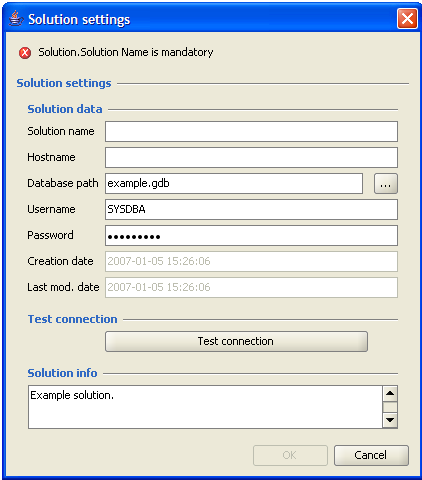 Solution settings
Solution.Solution Name is mandatory
Solution settings
Solution data
Solution name
Hostname
Database path example.gdb ...
Username SYSDBA
Password •••••••••
Creation date 2007-01-05 15:26:06
Last mod. date 2007-01-05 15:26:06
Test connection
Test connection
Solution info
Example solution.
OK Cancel